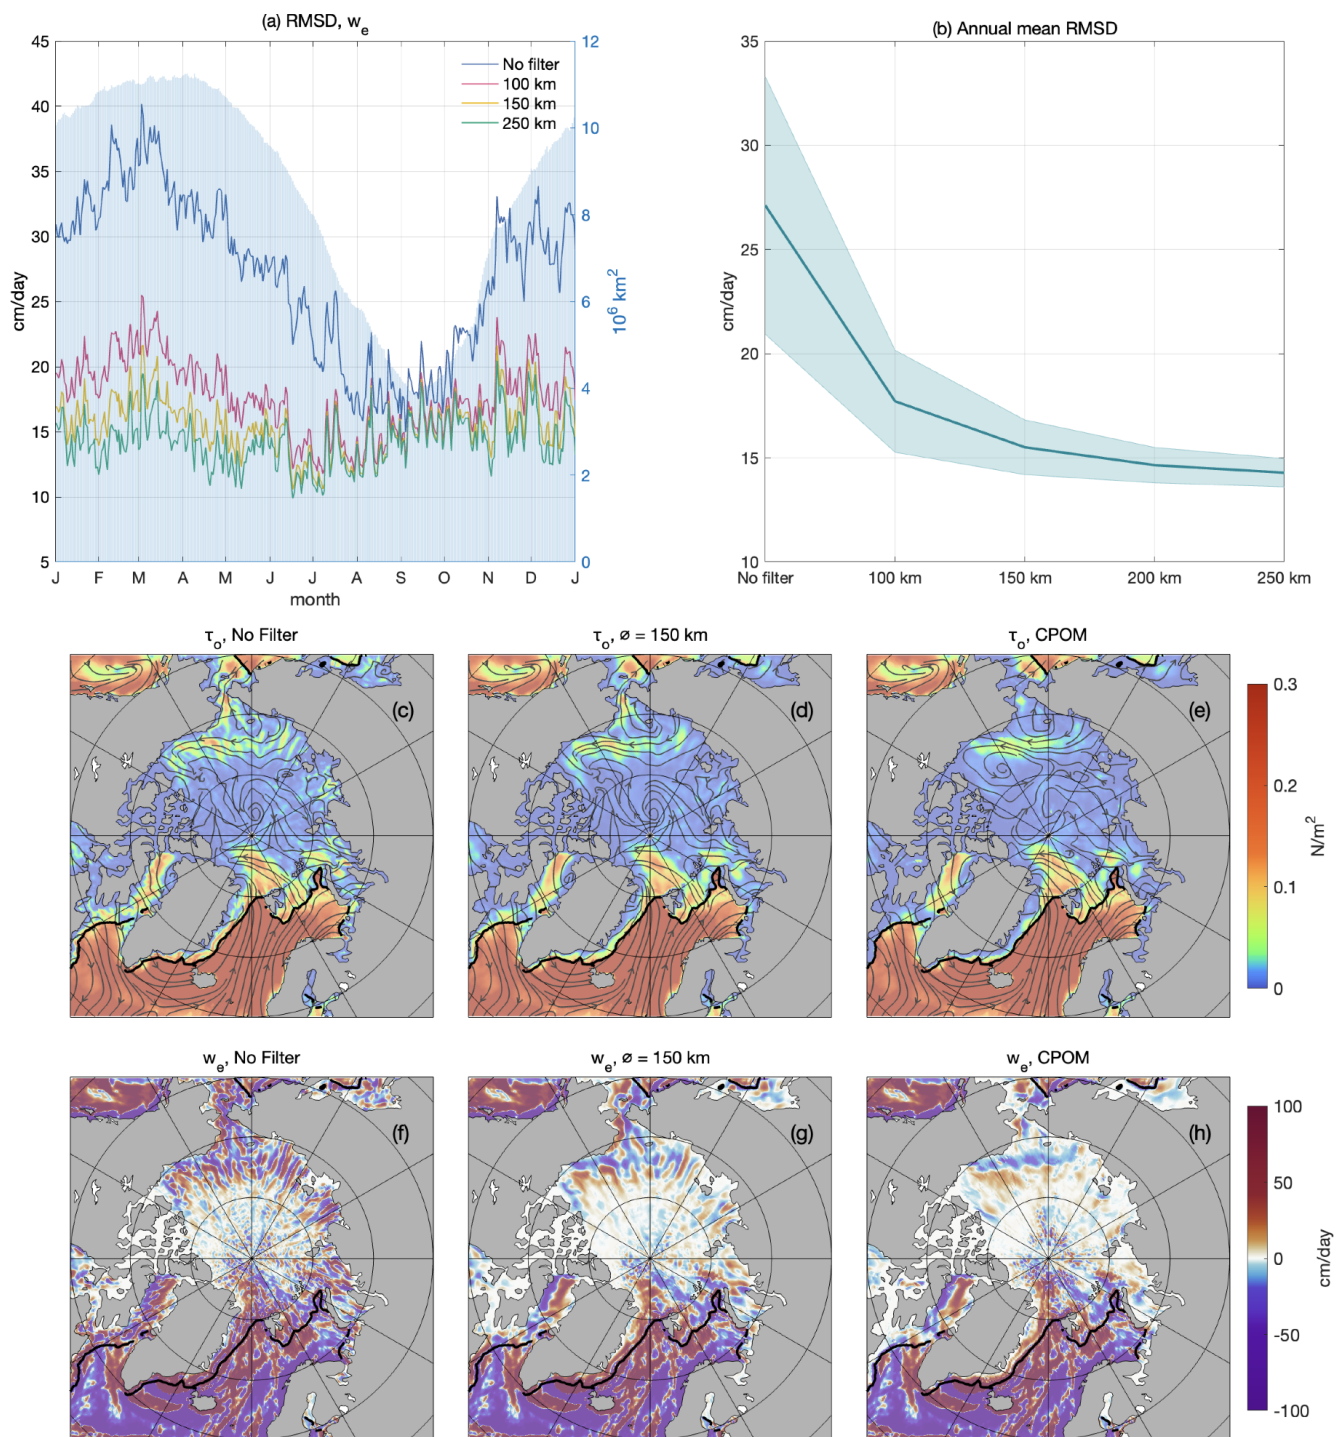 (a) RMSD, w_e
45
40
35
30
25
20
15
10
5
cm/day
12
10
8
6
4
2
0
10^6 km^2
No filter
100 km
150 km
250 km
J F M A M J J A S O N D J
month
(b) Annual mean RMSD
35
30
25
20
15
10
cm/day
No filter 100 km 150 km 200 km 250 km
τ_o, No Filter
(c)
τ_o, ⌀ = 150 km
(d)
τ_o, CPOM
(e)
0.3
0.2
0.1
0
N/m^2
w_e, No Filter
(f)
w_e, ⌀ = 150 km
(g)
w_e, CPOM
(h)
100
50
0
-50
-100
cm/day